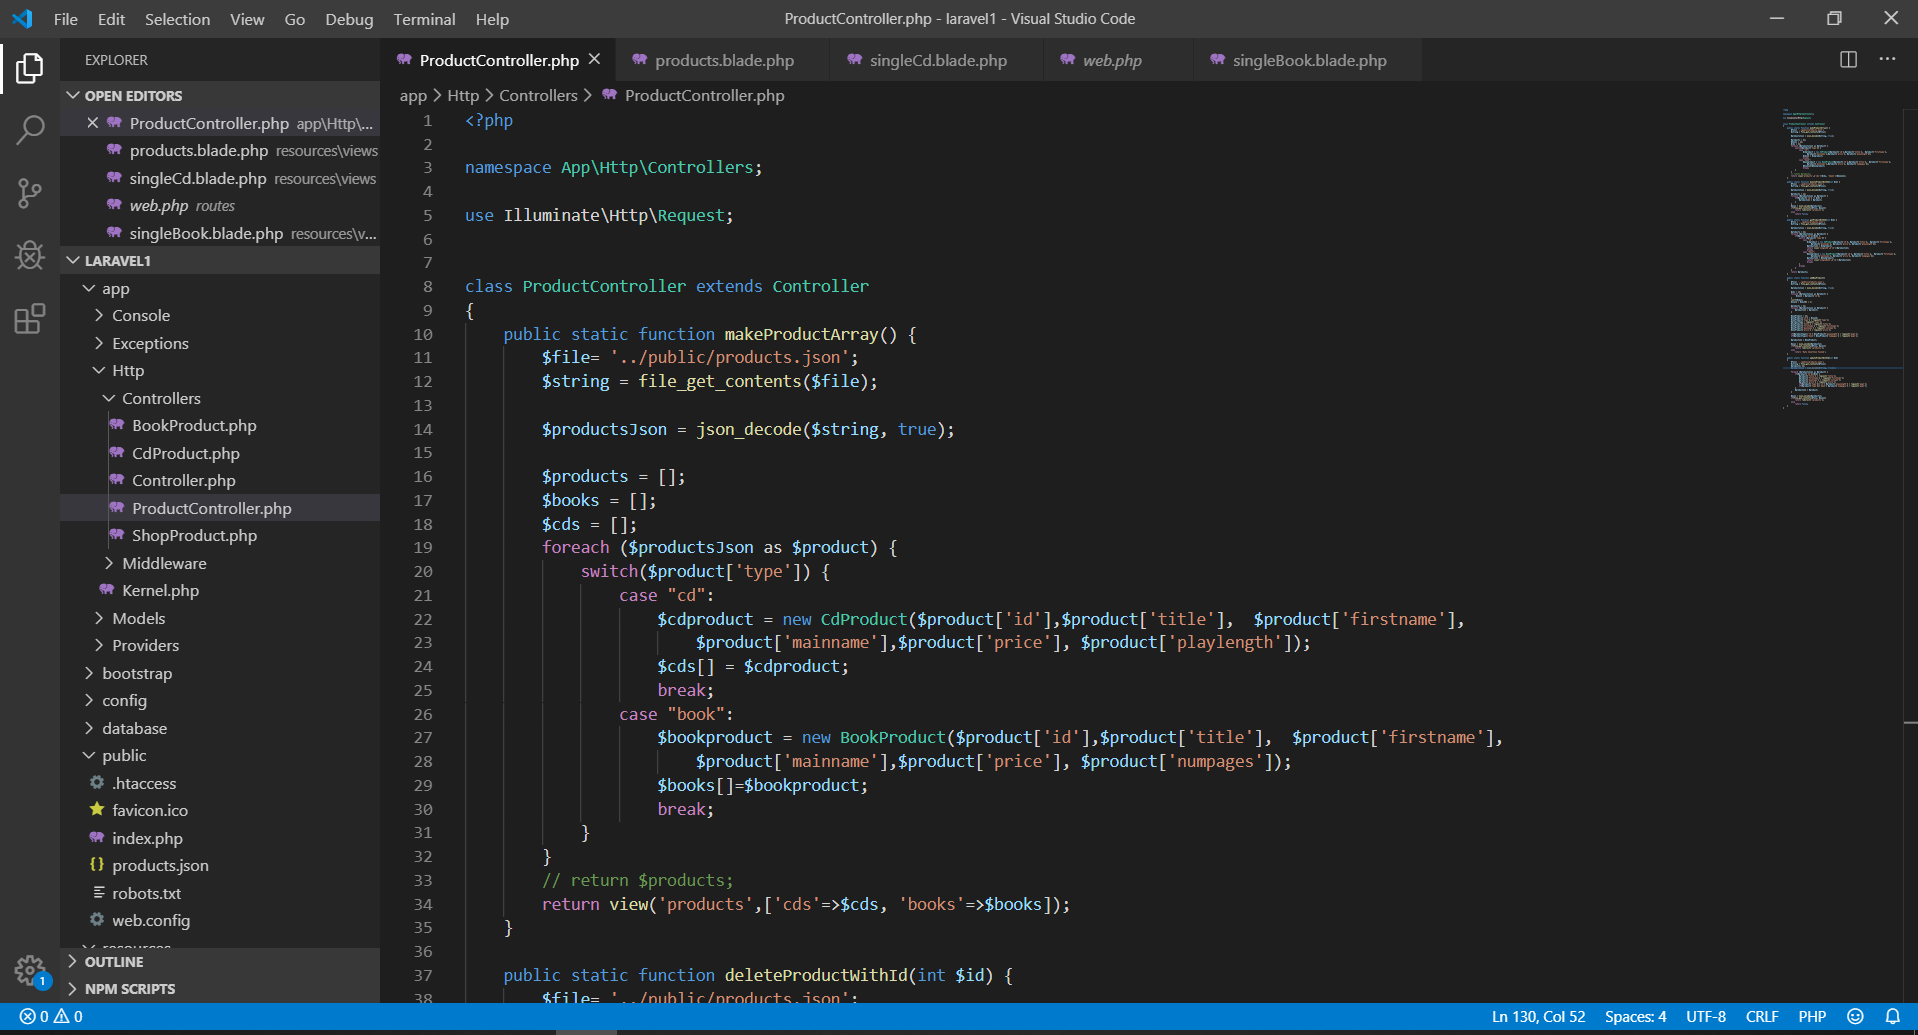 File Edit Selection View Go Debug Terminal Help
ProductController.php - laravel1 - Visual Studio Code
EXPLORER
OPEN EDITORS
ProductController.php app\Http\...
products.blade.php resources\views
singleCd.blade.php resources\views
web.php routes
singleBook.blade.php resources\v...
LARAVEL1
app
Console
Exceptions
Http
Controllers
BookProduct.php
CdProduct.php
Controller.php
ProductController.php
ShopProduct.php
Middleware
Kernel.php
Models
Providers
bootstrap
config
database
public
.htaccess
favicon.ico
index.php
products.json
robots.txt
web.config
resources
OUTLINE
NPM SCRIPTS
1
ProductController.php products.blade.php singleCd.blade.php web.php singleBook.blade.php
app > Http > Controllers > ProductController.php
1 <?php
2
3 namespace App\Http\Controllers;
4
5 use Illuminate\Http\Request;
6
7
8 class ProductController extends Controller
9 {
10 public static function makeProductArray() {
11 $file= '../public/products.json';
12 $string = file_get_contents($file);
13
14 $productsJson = json_decode($string, true);
15
16 $products = [];
17 $books = [];
18 $cds = [];
19 foreach ($productsJson as $product) {
20 switch($product['type']) {
21 case "cd":
22 $cdproduct = new CdProduct($product['id'],$product['title'],  $product['firstname'],
23 $product['mainname'],$product['price'], $product['playlength']);
24 $cds[] = $cdproduct;
25 break;
26 case "book":
27 $bookproduct = new BookProduct($product['id'],$product['title'],  $product['firstname'],
28 $product['mainname'],$product['price'], $product['numpages']);
29 $books[]=$bookproduct;
30 break;
31 }
32 }
33 // return $products;
34 return view('products',['cds'=>$cds, 'books'=>$books]);
35 }
36
37 public static function deleteProductWithId(int $id) {
38 $file= '../public/products.json';
0 0
Ln 130, Col 52 Spaces: 4 UTF-8 CRLF PHP